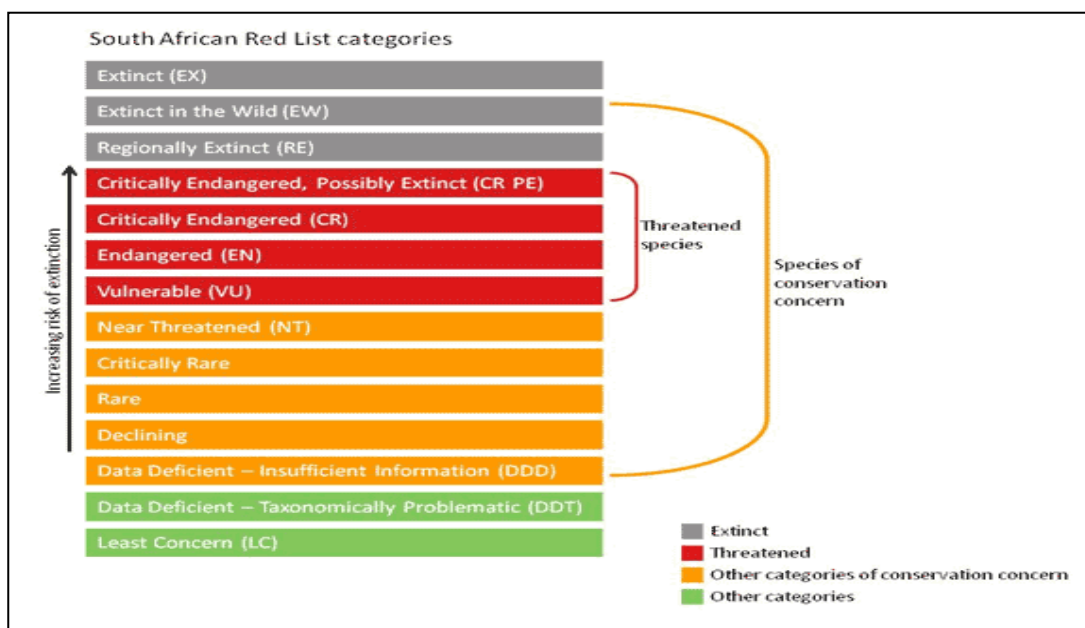 South African Red List categories
Extinct (EX)
Extinct in the Wild (EW)
Regionally Extinct (RE)
Critically Endangered, Possibly Extinct (CR PE)
Critically Endangered (CR)
Endangered (EN)
Vulnerable (VU)
Near Threatened (NT)
Critically Rare
Rare
Declining
Data Deficient – Insufficient Information (DDD)
Data Deficient – Taxonomically Problematic (DDT)
Least Concern (LC)
Increasing risk of extinction
Threatened
species
Species of
conservation
concern
Extinct
Threatened
Other categories of conservation concern
Other categories